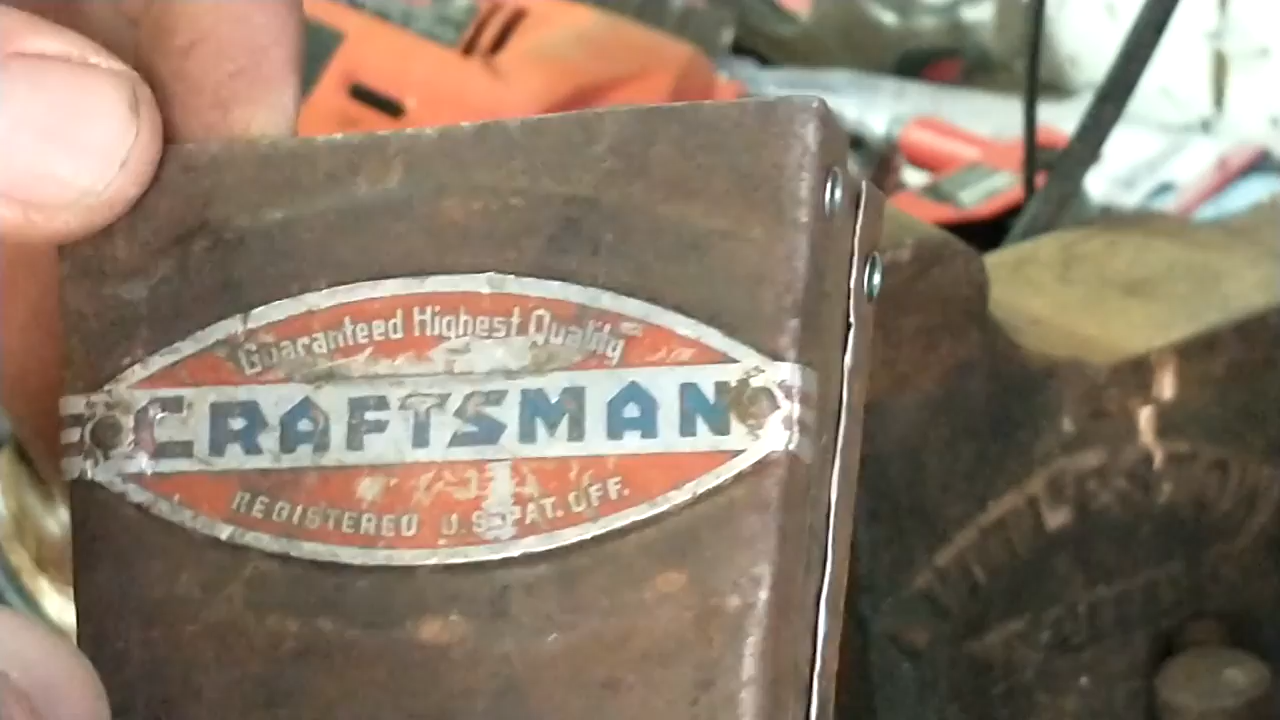 Guaranteed Highest Quality
CRAFTSMAN
REGISTERED U.S. PAT. OFF.